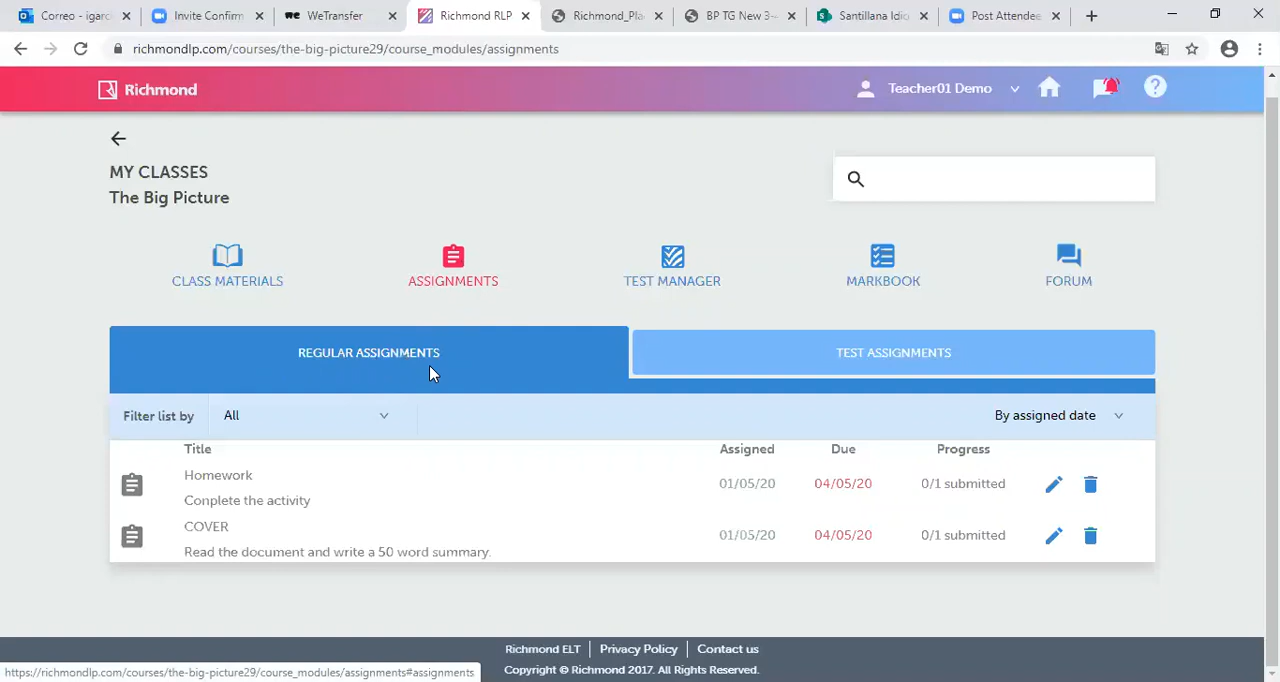 Correo - igarc
Invite Confirm
WeTransfer
Richmond RLP
Richmond_Pla
BP TG New 3-
Santillana Idio
Post Attendee
richmondlp.com/courses/the-big-picture29/course_modules/assignments
Richmond
Teacher01 Demo
MY CLASSES
The Big Picture
CLASS MATERIALS
ASSIGNMENTS
TEST MANAGER
MARKBOOK
FORUM
REGULAR ASSIGNMENTS
TEST ASSIGNMENTS
Filter list by All By assigned date
Title Assigned Due Progress
Homework
01/05/20 04/05/20 0/1 submitted
Conplete the activity
COVER
01/05/20 04/05/20 0/1 submitted
Read the document and write a 50 word summary.
Richmond ELT | Privacy Policy | Contact us
Copyright © Richmond 2017. All Rights Reserved.
https://richmondlp.com/courses/the-big-picture29/course_modules/assignments#assignments